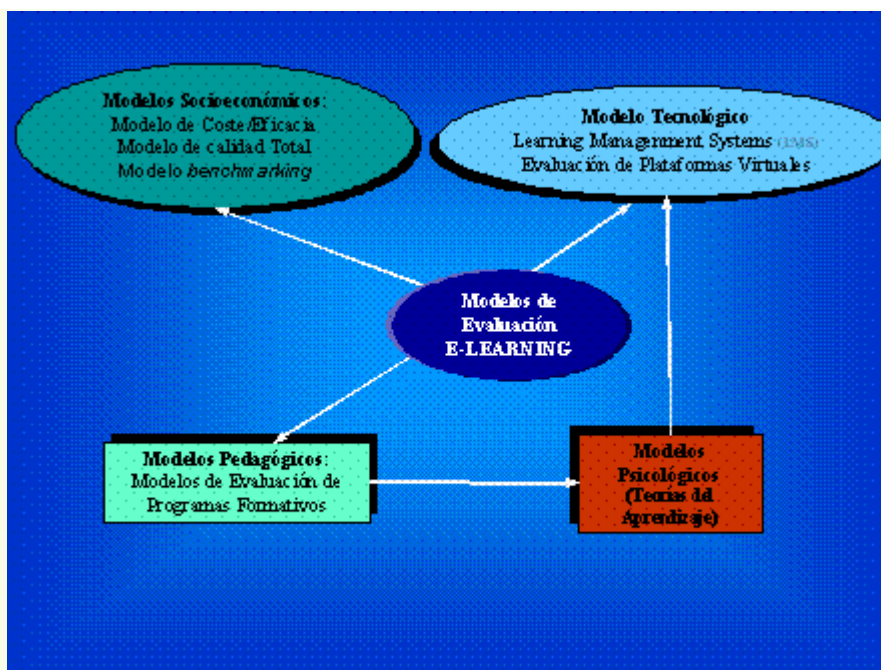 Modelos Socioeconómicos:
Modelo de Coste/Eficacia
Modelo de calidad Total
Modelo benchmarking
Modelo Tecnológico
Learning Managenment Systems (LMS)
Evaluación de Plataformas Virtuales
Modelos de
Evaluación
E-LEARNING
Modelos Pedagógicos:
Modelos de Evaluación de
Programas Formativos
Modelos
Psicológicos
(Teorías del
Aprendizaje)